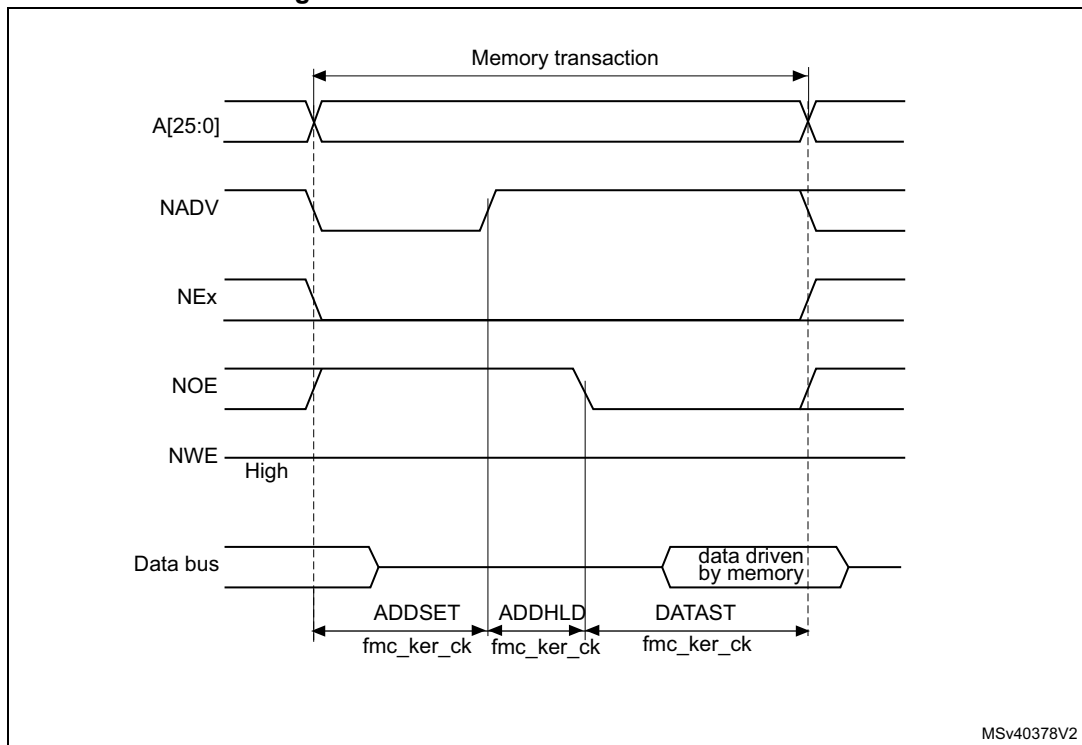 Memory transaction
A[25:0]
NADV
NEx
NOE
NWE
High
Data bus
data driven
by memory
ADDSET ADDHLD DATAST
fmc_ker_ck fmc_ker_ck fmc_ker_ck
MSv40378V2